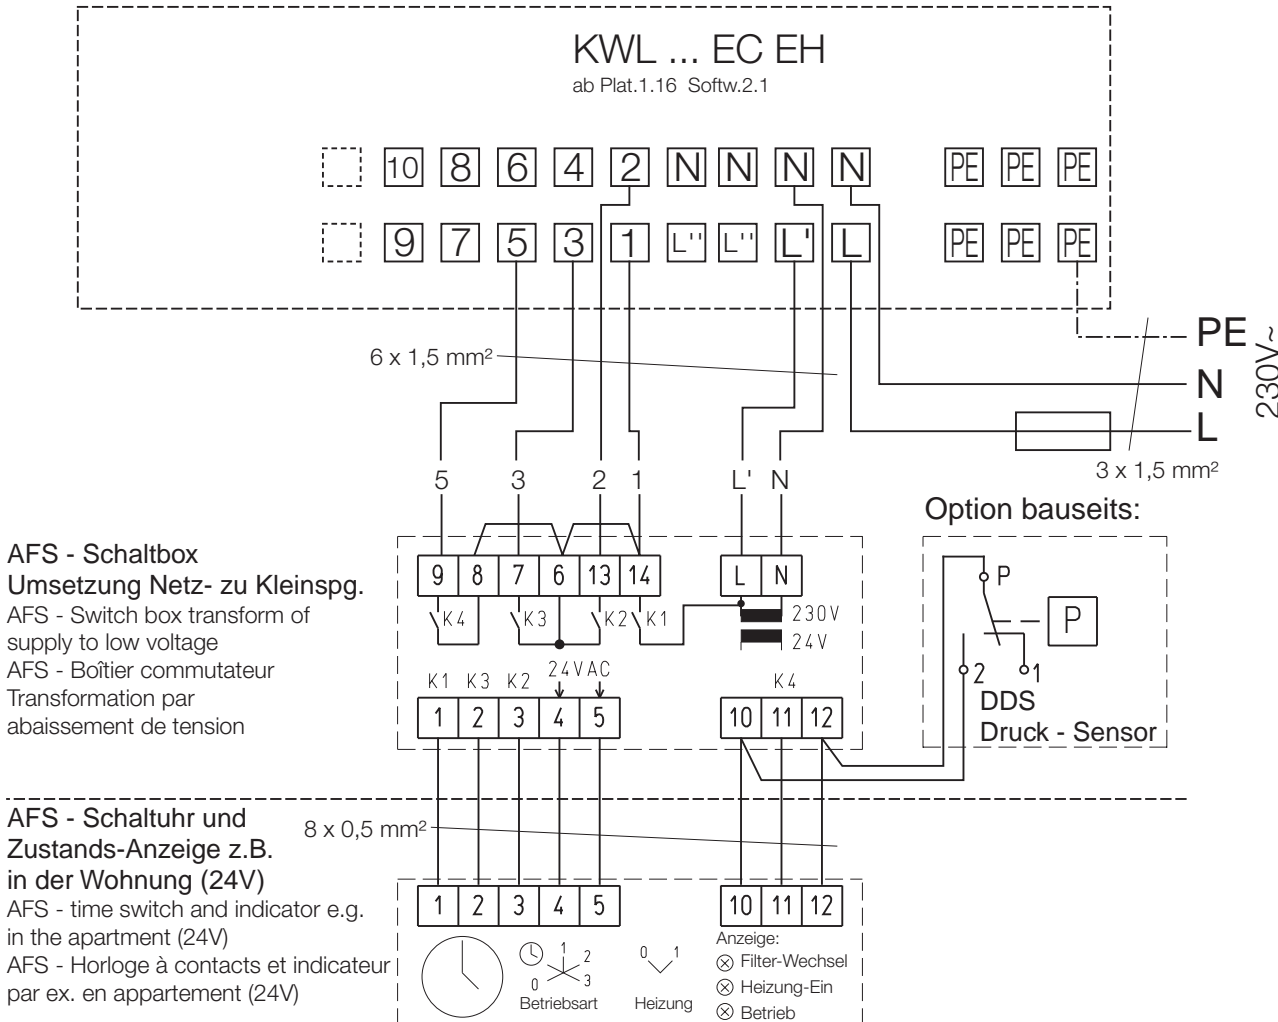 KWL ... EC EH
ab Plat.1.16 Softw.2.1
10 8 6 4 2 N N N N PE PE PE
9 7 5 3 1 L'' L'' L' L PE PE PE
PE
6 x 1,5 mm²
N
230V~
L
3 x 1,5 mm²
5 3 2 1 L' N
Option bauseits:
AFS - Schaltbox
Umsetzung Netz- zu Kleinspg.
AFS - Switch box transform of
supply to low voltage
AFS - Boîtier commutateur
Transformation par
abaissement de tension
9 8 7 6 13 14 L N
K4 K3 K2 K1 230V
24V
P
P
2 1
DDS
Druck - Sensor
K1 K3 K2 24VAC K4
1 2 3 4 5 10 11 12
AFS - Schaltuhr und
Zustands-Anzeige z.B.
in der Wohnung (24V)
AFS - time switch and indicator e.g.
in the apartment (24V)
AFS - Horloge à contacts et indicateur
par ex. en appartement (24V)
8 x 0,5 mm²
1 2 3 4 5 10 11 12
0 1 2 3
Betriebsart
0 1
Heizung
Anzeige:
Filter-Wechsel
Heizung-Ein
Betrieb